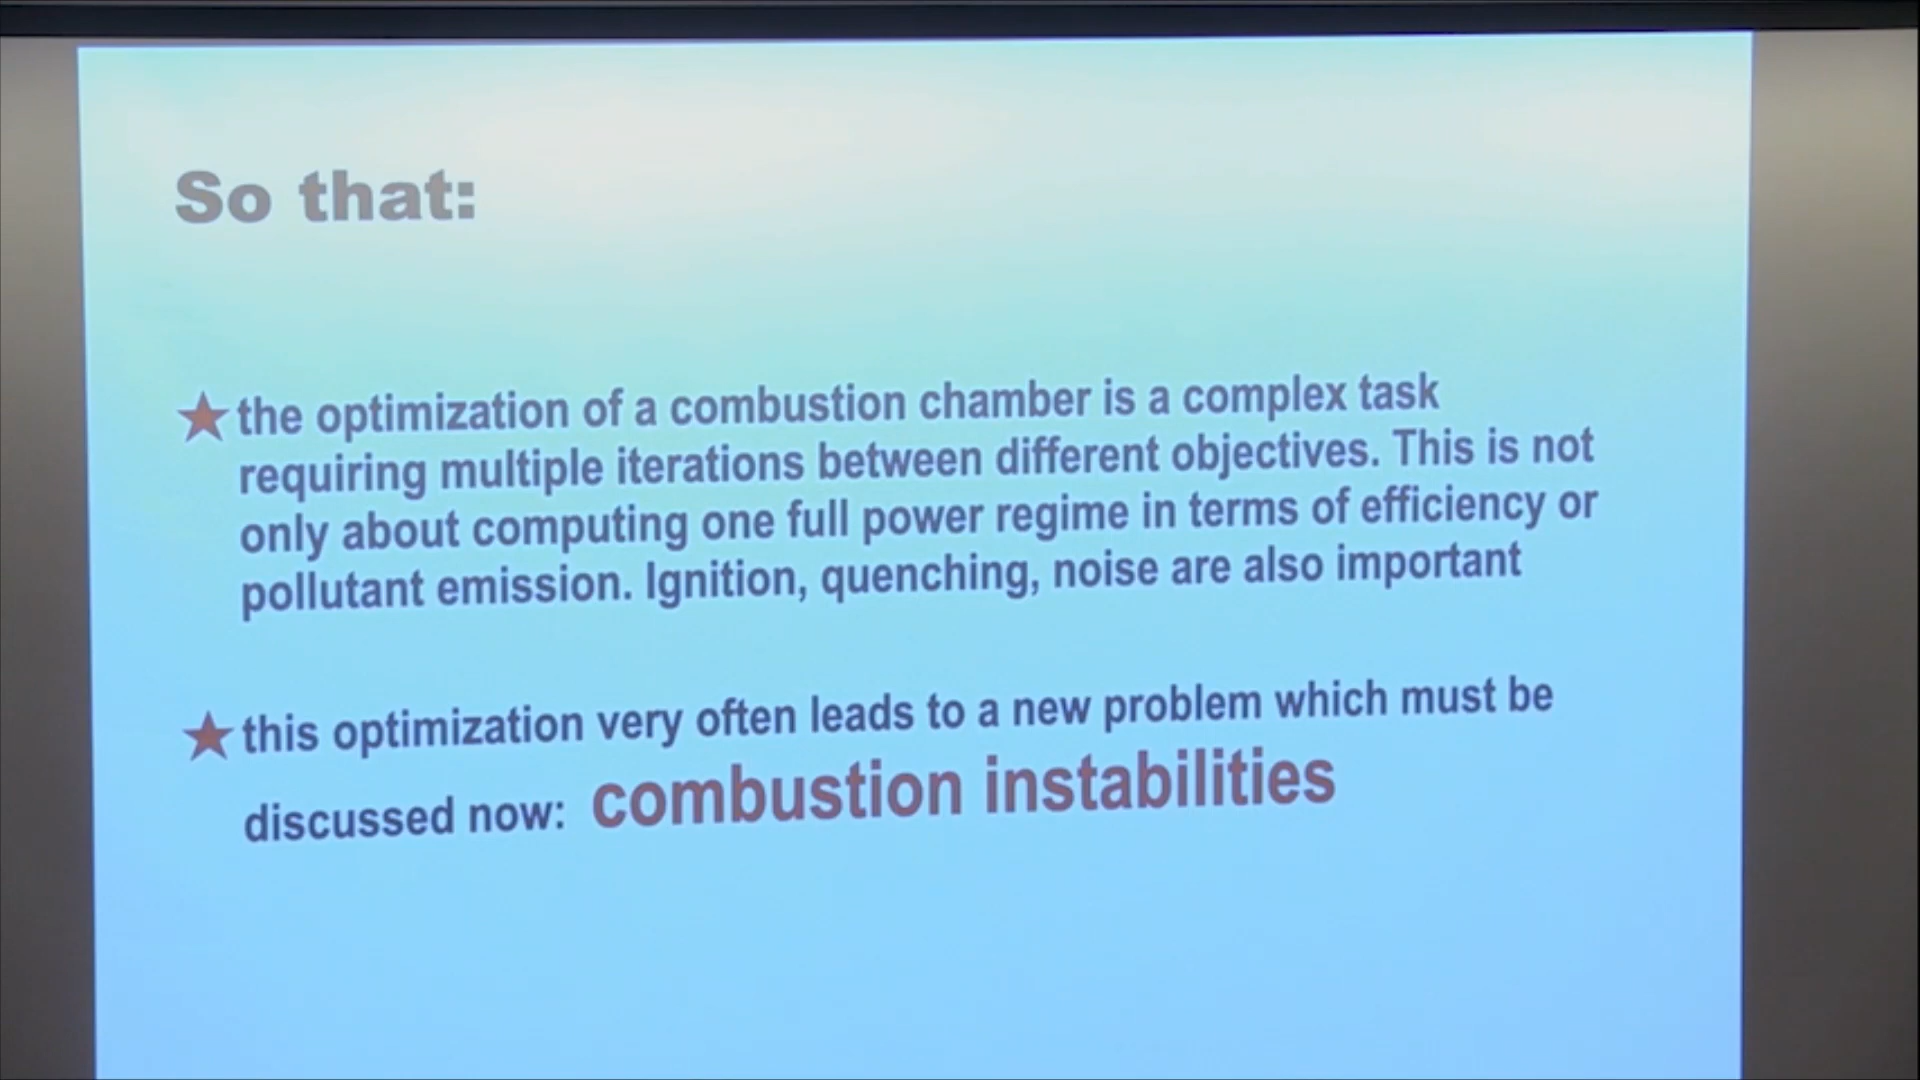 So that:
the optimization of a combustion chamber is a complex task
requiring multiple iterations between different objectives. This is not
only about computing one full power regime in terms of efficiency or
pollutant emission. Ignition, quenching, noise are also important
this optimization very often leads to a new problem which must be
discussed now: combustion instabilities